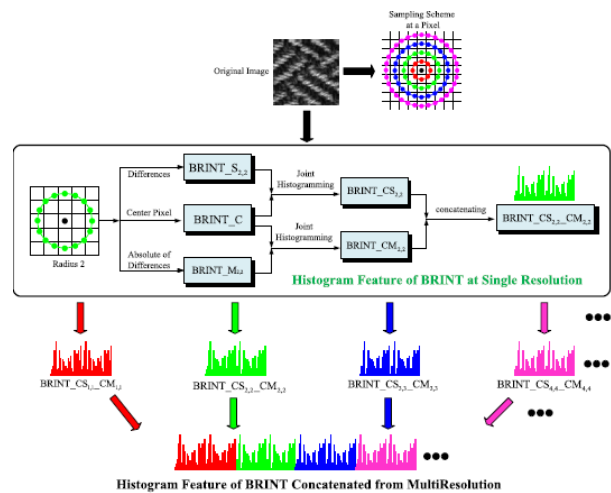 Sampling Scheme
at a Pixel
Original Image
Differences
BRINT_S2,2
Joint
Histogramming
BRINT_CS2,2
Center Pixel
BRINT_C
concatenating
BRINT_CS2,2_CM2,2
Joint
Histogramming
BRINT_CM2,2
Absolute of
Differences
BRINT_M2,2
Radius 2
Histogram Feature of BRINT at Single Resolution
BRINT_CS1,1_CM1,1
BRINT_CS2,2_CM2,2
BRINT_CS3,3_CM3,3
BRINT_CS4,4_CM4,4
Histogram Feature of BRINT Concatenated from MultiResolution